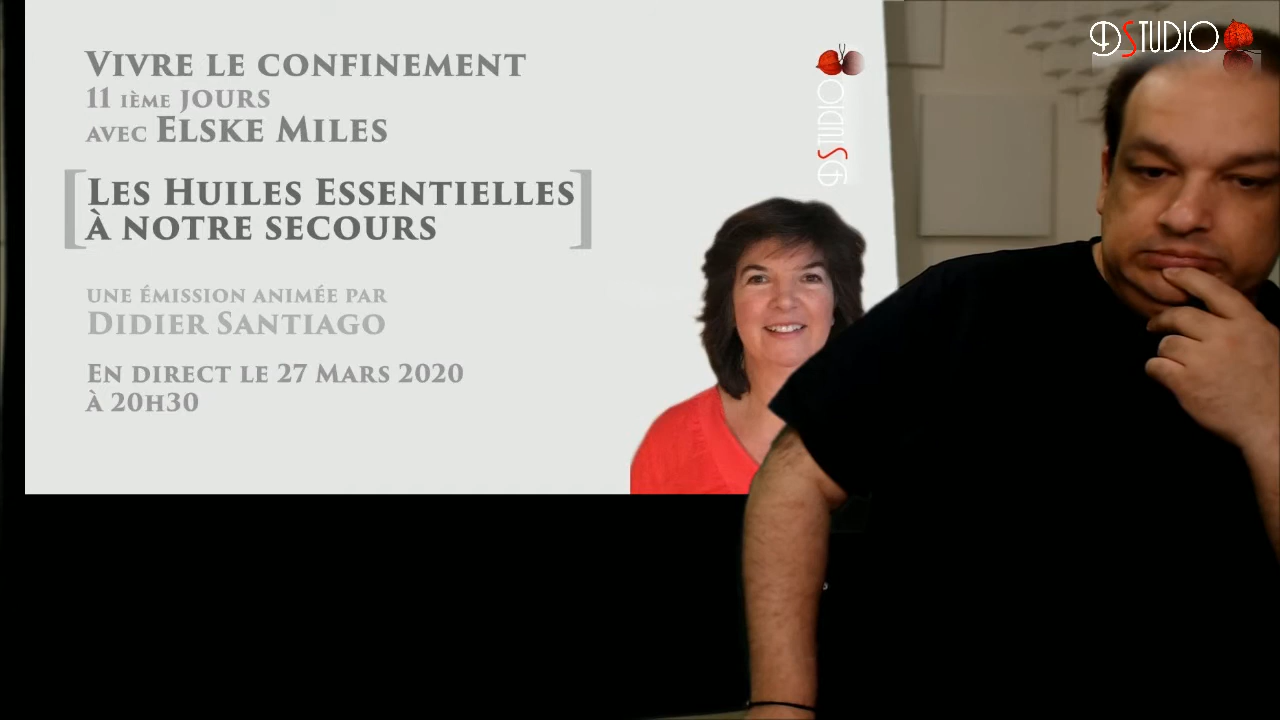 Vivre le confinement
11 ième jours
avec Elske Miles
[Les Huiles Essentielles
à notre secours]
une émission animée par
Didier Santiago
En direct le 27 Mars 2020
à 20h30
DSTUDIO
DSTUDIO